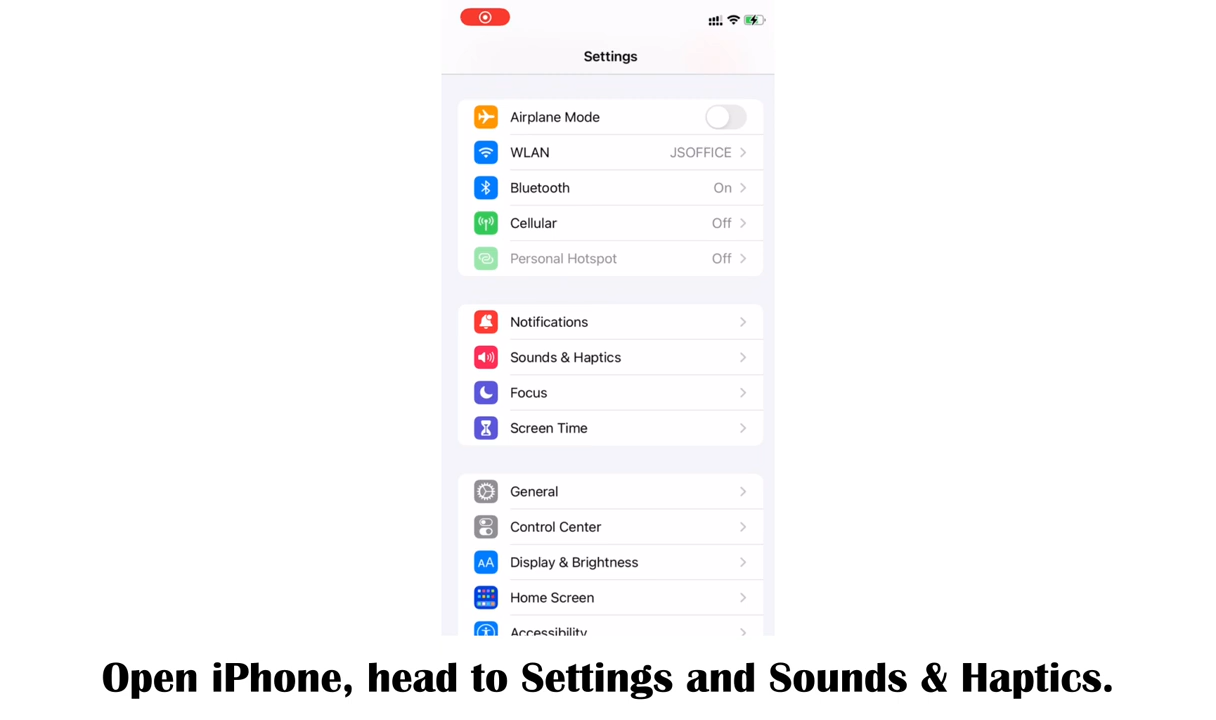 Settings
Airplane Mode
WLAN JSOFFICE
Bluetooth On
Cellular Off
Personal Hotspot Off
Notifications
Sounds & Haptics
Focus
Screen Time
General
Control Center
AA Display & Brightness
Home Screen
Accessibility
Open iPhone, head to Settings and Sounds & Haptics.